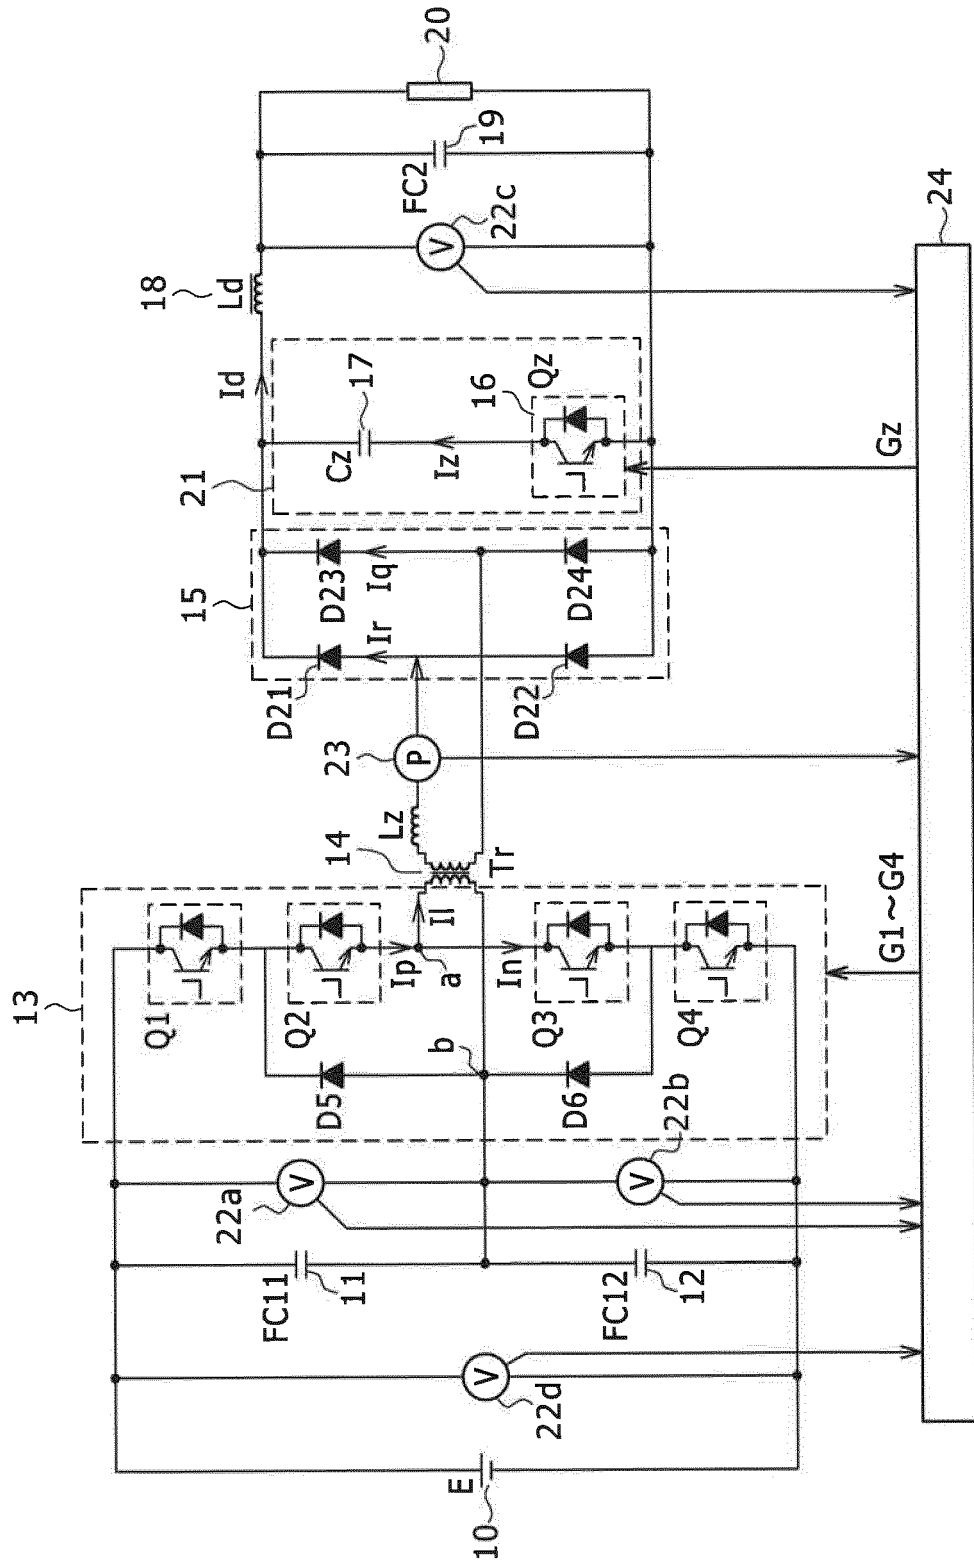 13
Q1
Q2
D5
Ip
a
Il
In
b
Q3
D6
Q4
22a
22b
FC11
11
FC12
12
22d
V
V
V
E
10
14
Lz
Tr
23
P
15
D21
Ir
D23
Iq
D22
D24
21
Cz
17
Iz
16
Qz
Id
18
Ld
22c
V
FC2
19
20
G1~G4
Gz
24